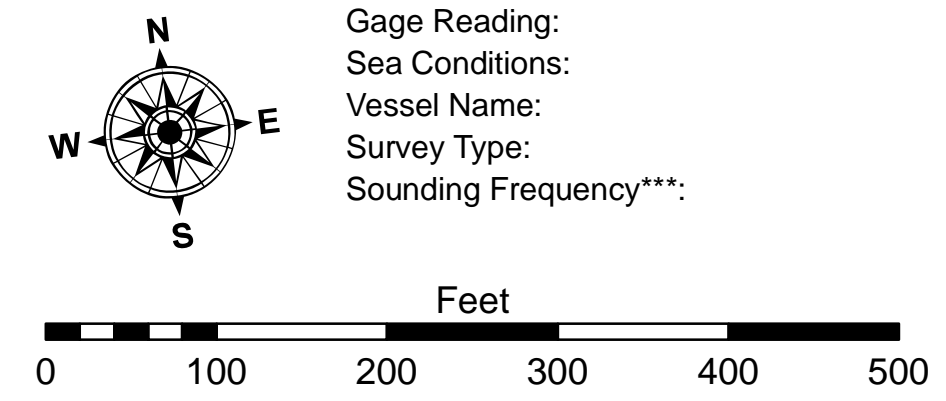 N
W E
S
Gage Reading:
Sea Conditions:
Vessel Name:
Survey Type:
Sounding Frequency***:
Feet
0 100 200 300 400 500